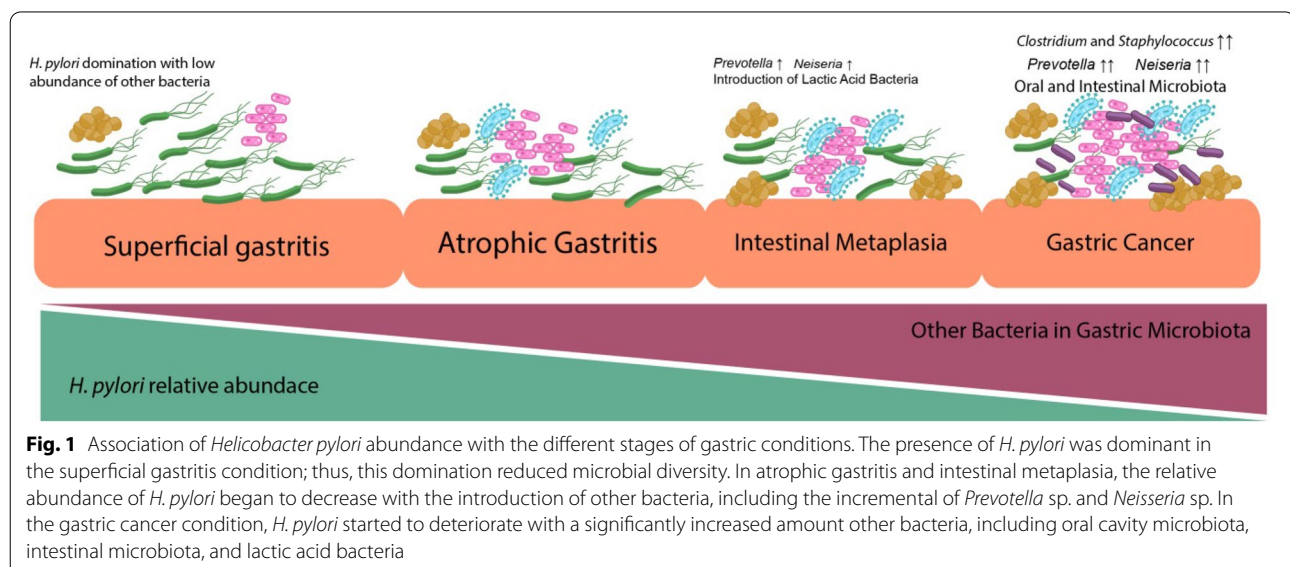 H. pylori domination with low
abundance of other bacteria
Prevotella ↑ Neiseria ↑
Introduction of Lactic Acid Bacteria
Clostridium and Staphylococcus ↑↑
Prevotella ↑↑ Neiseria ↑↑
Oral and Intestinal Microbiota
Superficial gastritis
Atrophic Gastritis
Intestinal Metaplasia
Gastric Cancer
Other Bacteria in Gastric Microbiota
H. pylori relative abundace
Fig. 1 Association of Helicobacter pylori abundance with the different stages of gastric conditions. The presence of H. pylori was dominant in
the superficial gastritis condition; thus, this domination reduced microbial diversity. In atrophic gastritis and intestinal metaplasia, the relative
abundance of H. pylori began to decrease with the introduction of other bacteria, including the incremental of Prevotella sp. and Neisseria sp. In
the gastric cancer condition, H. pylori started to deteriorate with a significantly increased amount other bacteria, including oral cavity microbiota,
intestinal microbiota, and lactic acid bacteria